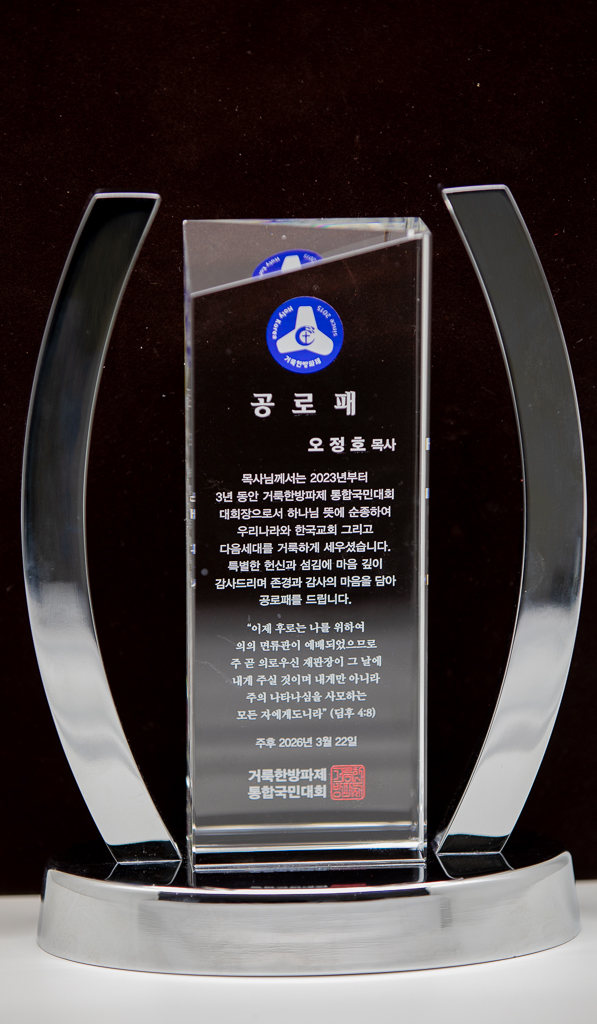 Holy Korea
Since 2015
거룩한방파제
공로패
오정호 목사
목사님께서는 2023년부터
3년 동안 거룩한방파제 통합국민대회
대회장으로서 하나님 뜻에 순종하여
우리나라와 한국교회 그리고
다음세대를 거룩하게 세우셨습니다.
특별한 헌신과 섬김에 마음 깊이
감사드리며 존경과 감사의 마음을 담아
공로패를 드립니다.
“이제 후로는 나를 위하여
의의 면류관이 예배되었으므로
주 곧 의로우신 재판장이 그 날에
내게 주실 것이며 내게만 아니라
주의 나타나심을 사모하는
모든 자에게도니라” (딤후 4:8)
주후 2026년 3월 22일
거룩한방파제
통합국민대회